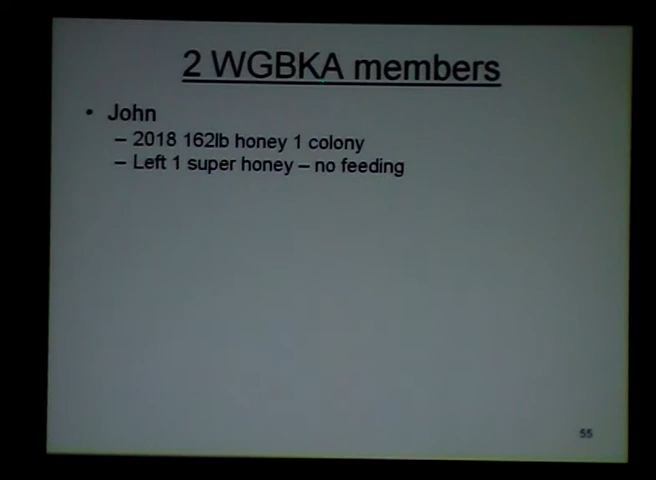 2 WGBKA members
• John
– 2018 162lb honey 1 colony
– Left 1 super honey – no feeding
55